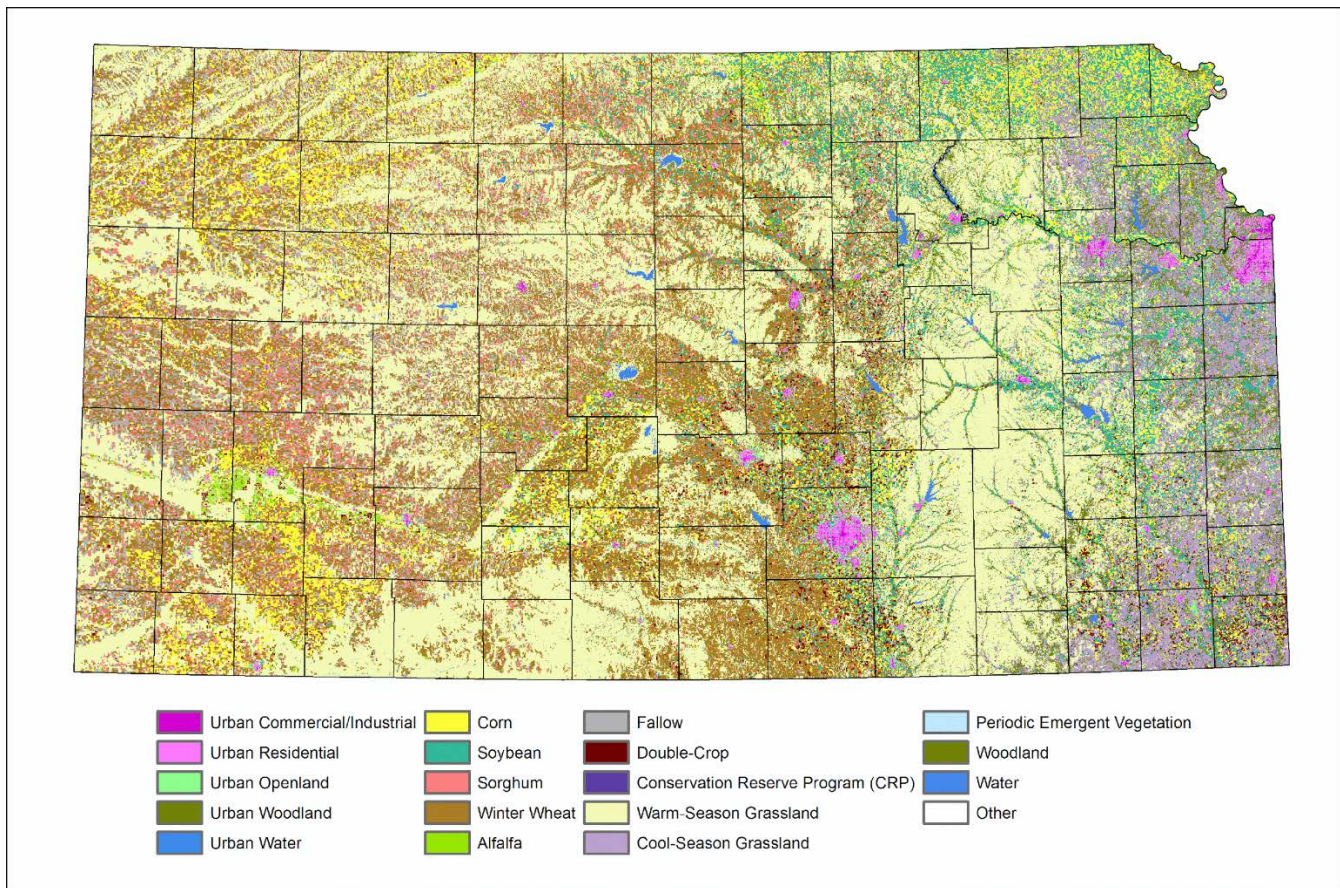 Urban Commercial/Industrial
Urban Residential
Urban Openland
Urban Woodland
Urban Water
Corn
Soybean
Sorghum
Winter Wheat
Alfalfa
Fallow
Double-Crop
Conservation Reserve Program (CRP)
Warm-Season Grassland
Cool-Season Grassland
Periodic Emergent Vegetation
Woodland
Water
Other